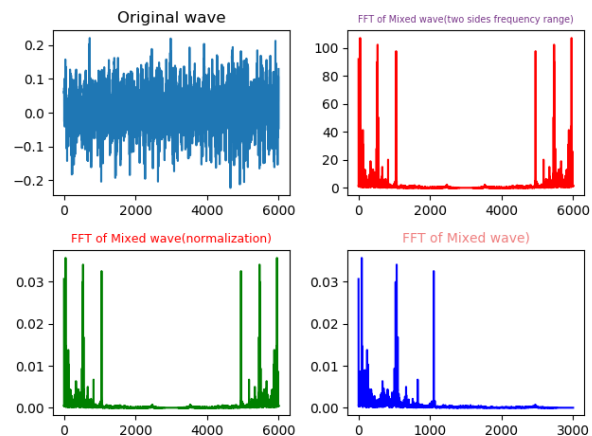 Original wave
FFT of Mixed wave(two sides frequency range)
0.2
0.1
0.0
−0.1
−0.2
0 2000 4000 6000
100
80
60
40
20
0
0 2000 4000 6000
FFT of Mixed wave(normalization)
FFT of Mixed wave)
0.03
0.02
0.01
0.00
0 2000 4000 6000
0.03
0.02
0.01
0.00
0 1000 2000 3000